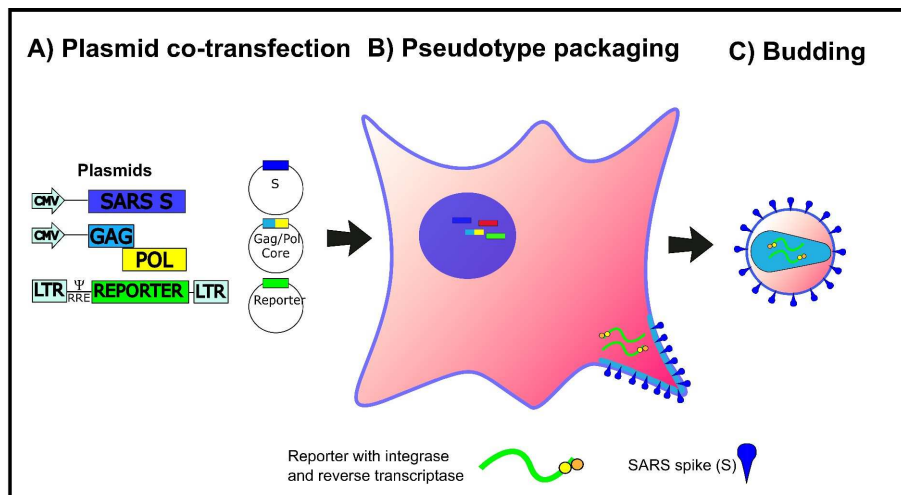 A) Plasmid co-transfection
B) Pseudotype packaging
C) Budding
Plasmids
CMV
SARS S
CMV
GAG
POL
LTR
Ψ
RRE
REPORTER
LTR
S
Gag/Pol
Core
Reporter
Reporter with integrase
and reverse transcriptase
SARS spike (S)